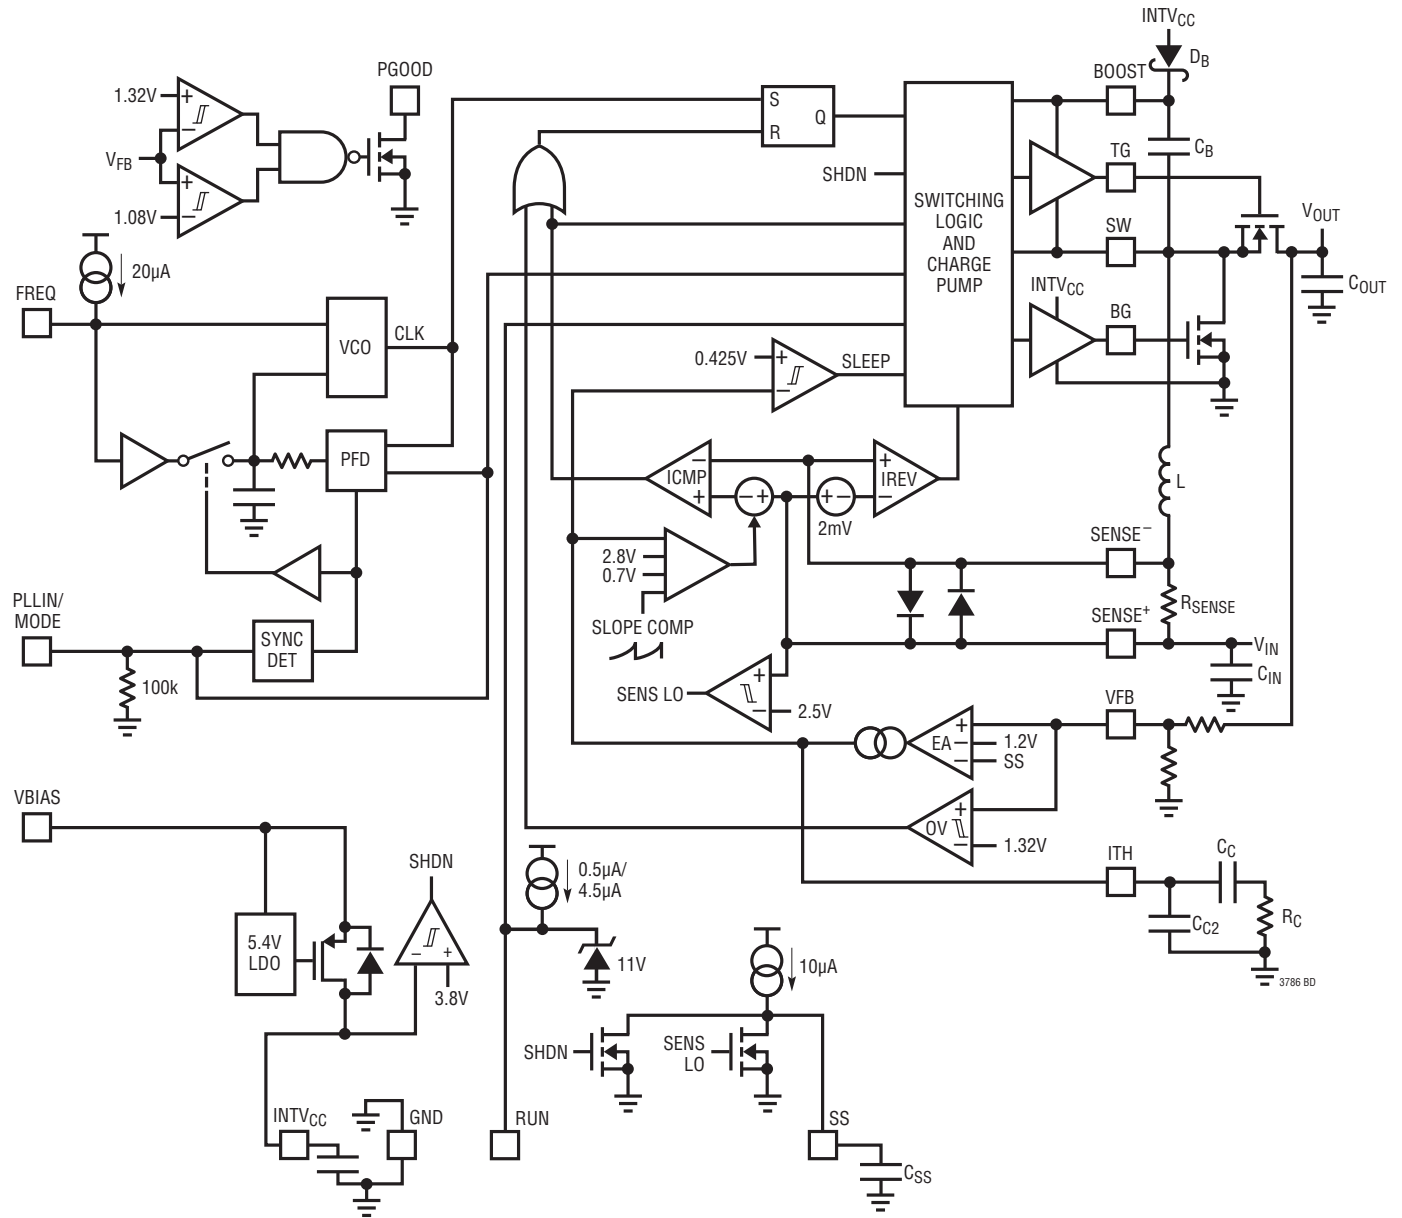 INTVCC
DB
PGOOD
BOOST
1.32V
+
−
S
R
Q
CB
VFB
TG
+
−
SHDN
SWITCHING
LOGIC
AND
CHARGE
PUMP
1.08V
VOUT
SW
20µA
COUT
FREQ
INTVCC
BG
CLK
VCO
0.425V
+
−
SLEEP
PFD
−
ICMP
+
− +
+ −
2mV
+
IREV
−
L
SENSE−
2.8V
0.7V
PLLIN/
MODE
RSENSE
SENSE+
SLOPE COMP
SYNC
DET
VIN
CIN
100k
SENS LO
+
−
2.5V
VFB
+
EA
−
−
1.2V
SS
VBIAS
+
OV
−
1.32V
ITH
CC
SHDN
0.5µA/
4.5µA
RC
CC2
5.4V
LDO
− +
3.8V
11V
10µA
3786 BD
SHDN
SENS
LO
INTVCC
GND
RUN
SS
CSS